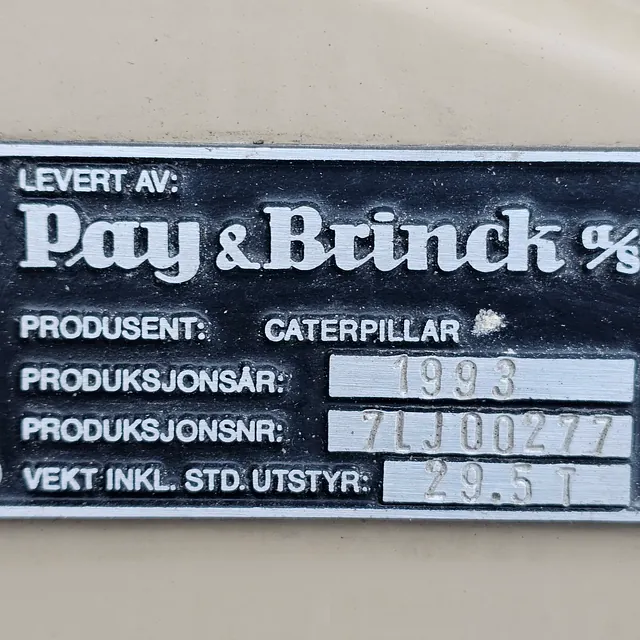 LEVERT AV:
Pay & Brinck a/s
PRODUSENT: CATERPILLAR
PRODUKSJONSÅR: 1993
PRODUKSJONSNR: 7LJ00277
VEKT INKL. STD. UTSTYR: 29.5 T